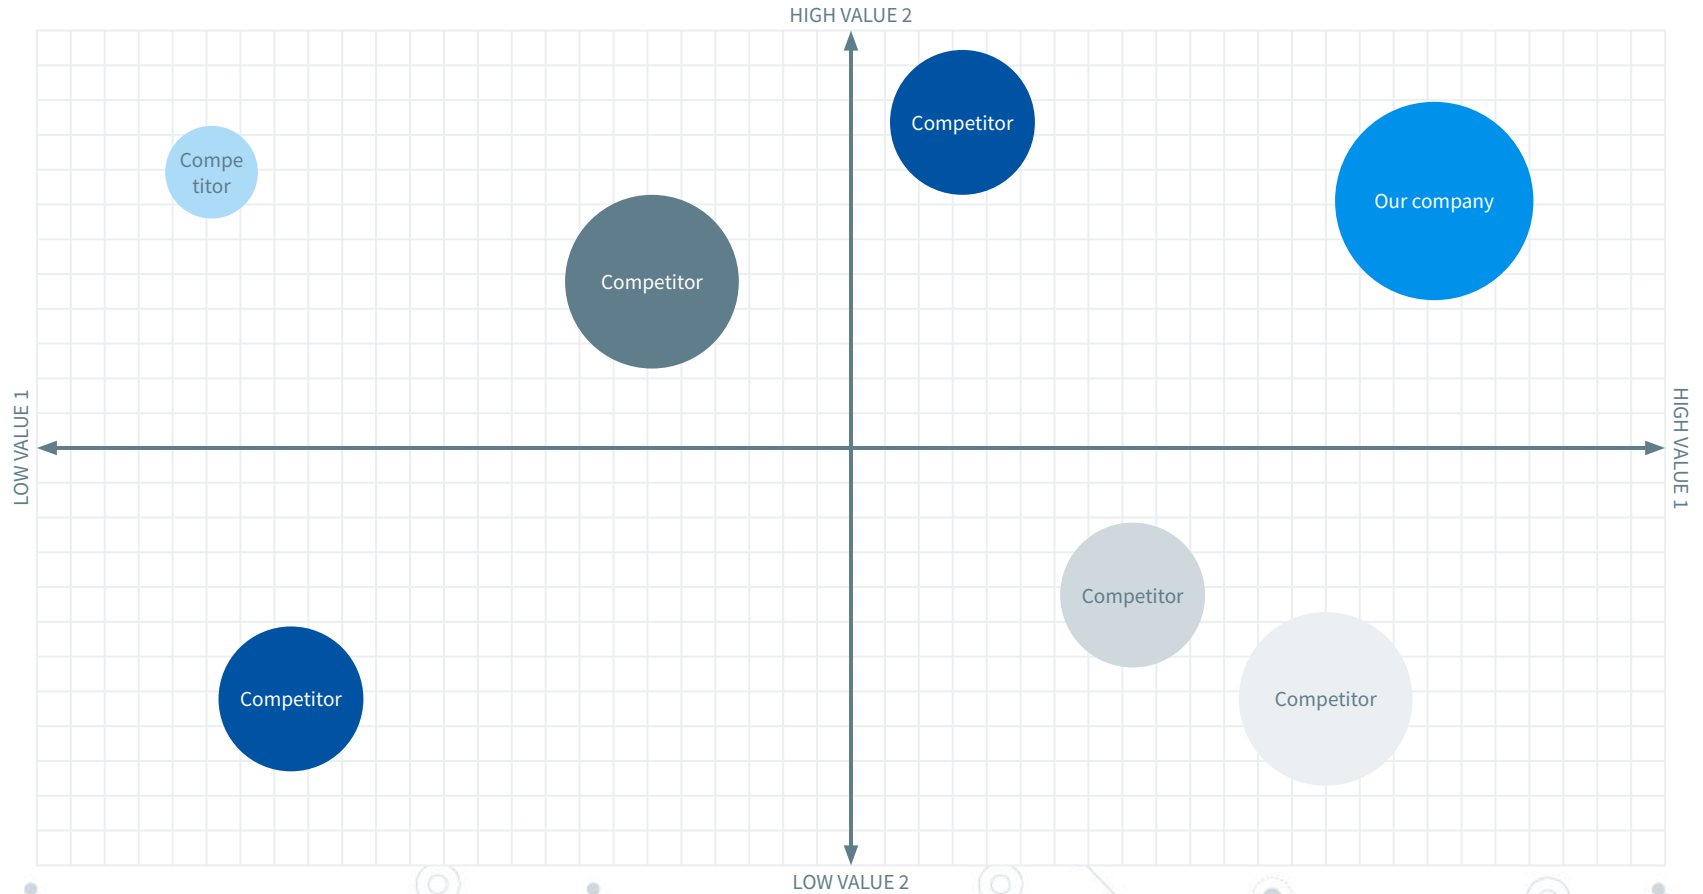 HIGH VALUE 2
Competitor
Compe
titor
Our company
Competitor
LOW VALUE 1
HIGH VALUE 1
Competitor
Competitor
Competitor
LOW VALUE 2